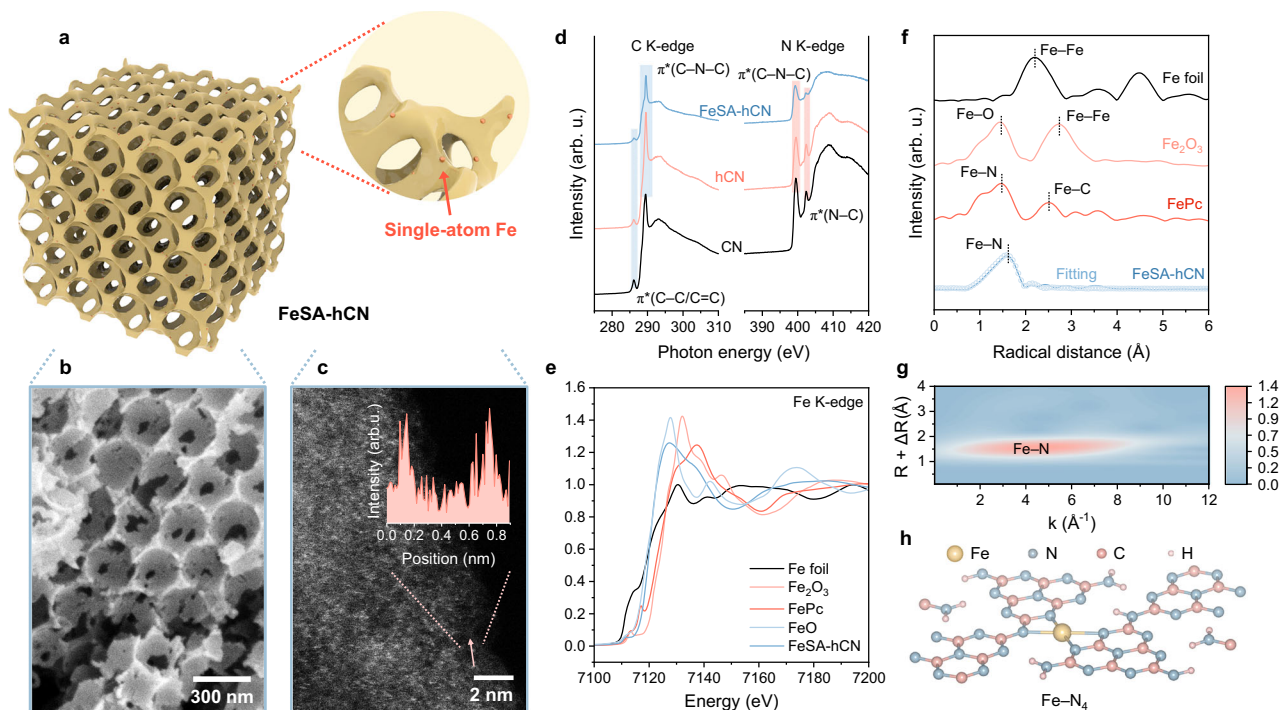 a
Single-atom Fe
FeSA-hCN
b
300 nm
c
Intensity (arb.u.)
0.0 0.2 0.4 0.6 0.8
Position (nm)
2 nm
d
C K-edge
N K-edge
π*(C–N–C)
π*(C–N–C)
FeSA-hCN
hCN
CN
π*(N–C)
π*(C–C/C=C)
Intensity (arb. u.)
280 290 300 310 390 400 410 420
Photon energy (eV)
e
Fe K-edge
1.6
1.4
1.2
1.0
0.8
0.6
0.4
0.2
0.0
Fe foil
Fe₂O₃
FePc
FeO
FeSA-hCN
7100 7120 7140 7160 7180 7200
Energy (eV)
f
Fe–Fe
Fe foil
Fe–O
Fe–Fe
Fe₂O₃
Fe–N
Fe–C
FePc
Fe–N
Fitting
FeSA-hCN
Intensity (arb. u.)
0 1 2 3 4 5 6
Radical distance (Å)
g
R + ΔR(Å)
4
3
2
1
Fe–N
2 4 6 8 10 12
k (Å⁻¹)
1.4
1.2
1.0
0.7
0.5
0.2
0.0
h
Fe N C H
Fe–N₄